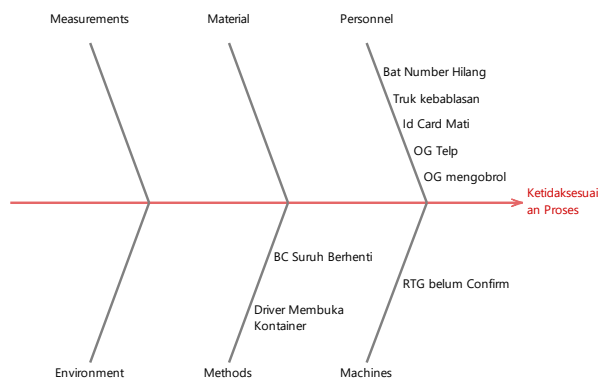 Measurements
Material
Personnel
Bat Number Hilang
Truk kebablasan
Id Card Mati
OG Telp
OG mengobrol
Ketidaksesuai
an Proses
BC Suruh Berhenti
RTG belum Confirm
Driver Membuka
Kontainer
Environment
Methods
Machines